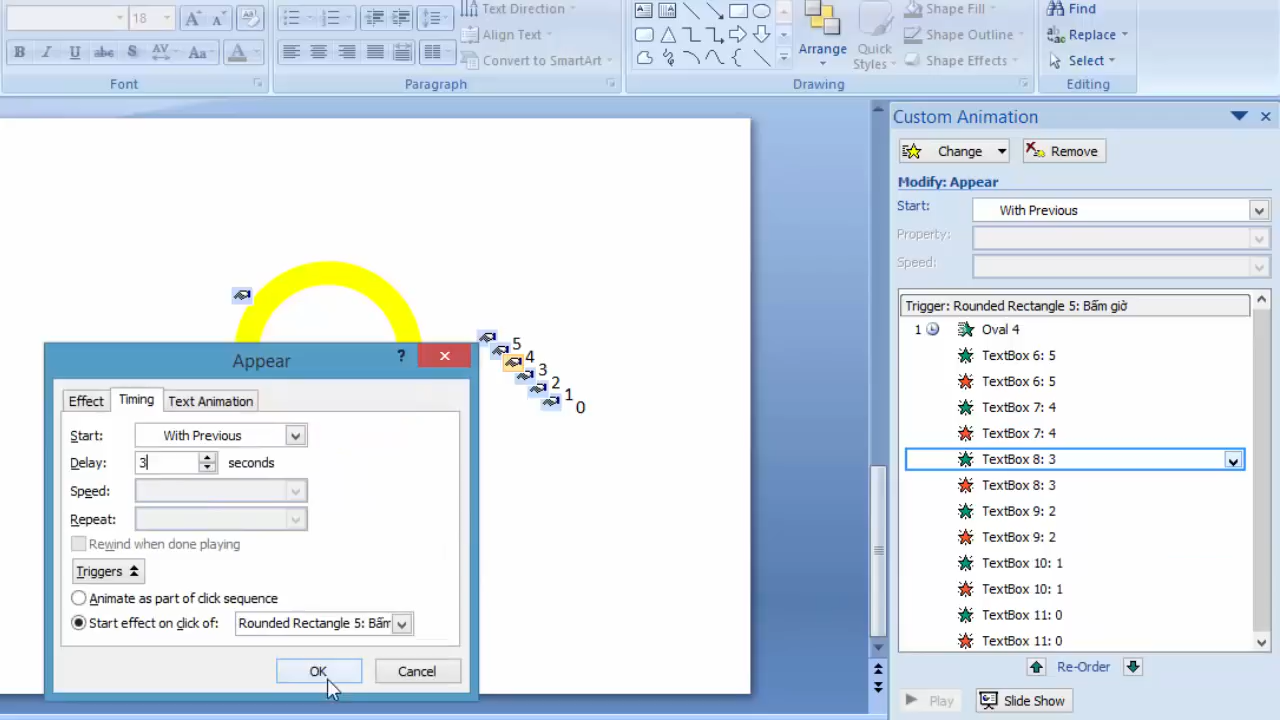 18
Text Direction
Align Text
Convert to SmartArt
B I U abc S AV Aa A
Font
Paragraph
Arrange
Quick
Styles
Shape Fill
Shape Outline
Shape Effects
Drawing
Find
Replace
Select
Editing
Custom Animation
Change
Remove
Modify: Appear
Start:
With Previous
Property:
Speed:
Trigger: Rounded Rectangle 5: Bấm giờ
1
Oval 4
TextBox 6: 5
TextBox 6: 5
TextBox 7: 4
TextBox 7: 4
TextBox 8: 3
TextBox 8: 3
TextBox 9: 2
TextBox 9: 2
TextBox 10: 1
TextBox 10: 1
TextBox 11: 0
TextBox 11: 0
Re-Order
Play
Slide Show
5
4
3
2
1
0
Appear
?
Effect
Timing
Text Animation
Start:
With Previous
Delay:
3
seconds
Speed:
Repeat:
Rewind when done playing
Triggers
Animate as part of click sequence
Start effect on click of:
Rounded Rectangle 5: Bấm
OK
Cancel